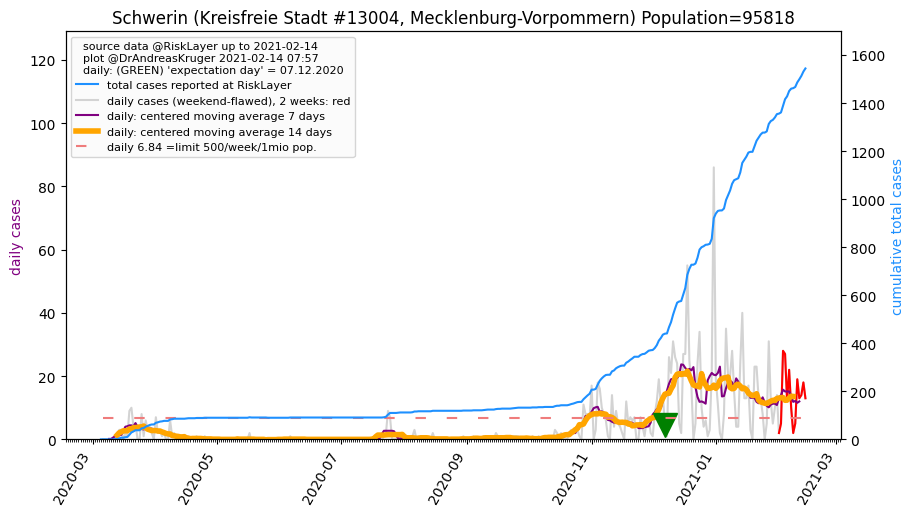 Schwerin (Kreisfreie Stadt #13004, Mecklenburg-Vorpommern) Population=95818
source data @RiskLayer up to 2021-02-14
plot @DrAndreasKruger 2021-02-14 07:57
daily: (GREEN) 'expectation day' = 07.12.2020
total cases reported at RiskLayer
daily cases (weekend-flawed), 2 weeks: red
daily: centered moving average 7 days
daily: centered moving average 14 days
daily 6.84 =limit 500/week/1mio pop.
daily cases
120
100
80
60
40
20
0
1600
1400
1200
1000
800
600
400
200
0
cumulative total cases
2020-03
2020-05
2020-07
2020-09
2020-11
2021-01
2021-03